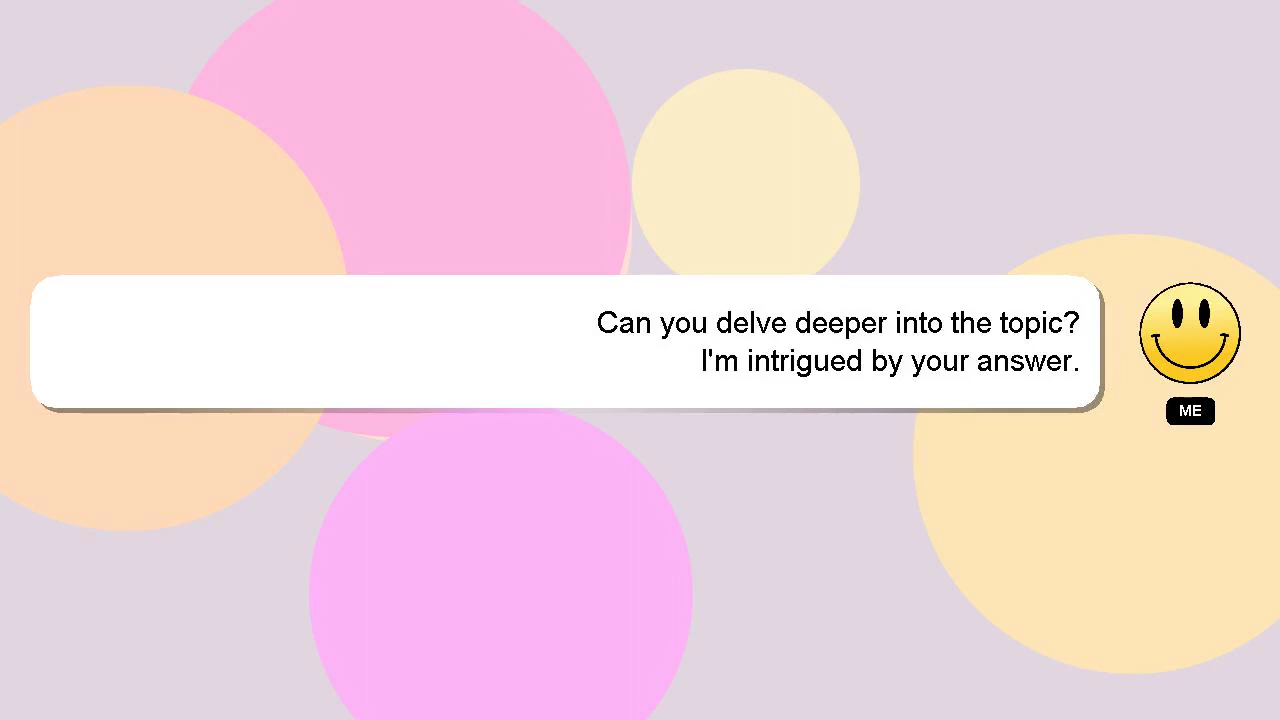 Can you delve deeper into the topic?
I'm intrigued by your answer.
ME